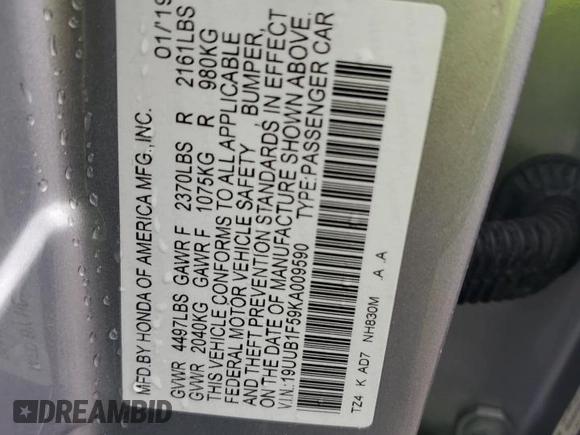 MFD.BY HONDA OF AMERICA MFG.,INC. 01/19
GVWR 4497LBS GAWR F 2370LBS R 2161LBS
GVWR 2040KG GAWR F 1075KG R 980KG
THIS VEHICLE CONFORMS TO ALL APPLICABLE
FEDERAL MOTOR VEHICLE SAFETY BUMPER,
AND THEFT PREVENTION STANDARDS IN EFFECT
ON THE DATE OF MANUFACTURE SHOWN ABOVE.
V.I.N.:19UUB1F59KA009590 TYPE:PASSENGER CAR
TZ4 K AD7 NH830M .A .A
DREAMBID